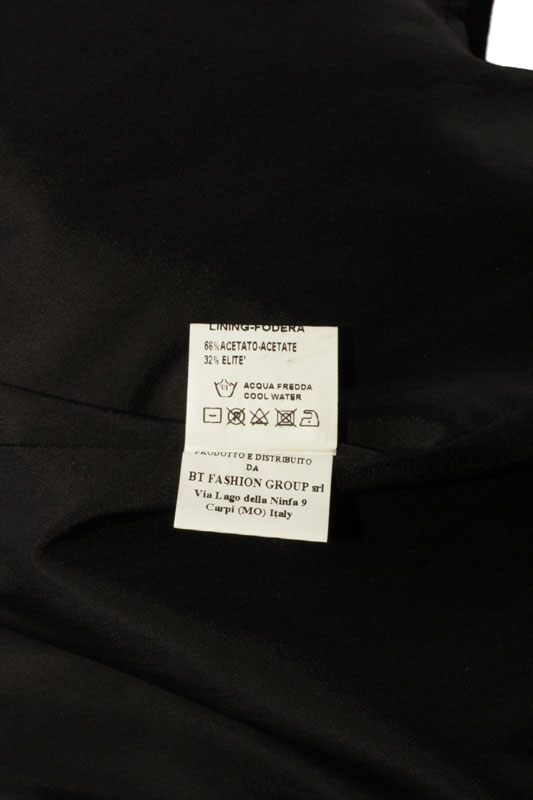 LINING-FODERA
68%ACETATO-ACETATE
32% ELITE'
ACQUA FREDDA
COOL WATER
PRODOTTO E DISTRIBUITO
DA
BT FASHION GROUP srl
Via Lago della Ninfa 9
Carpi (MO) Italy